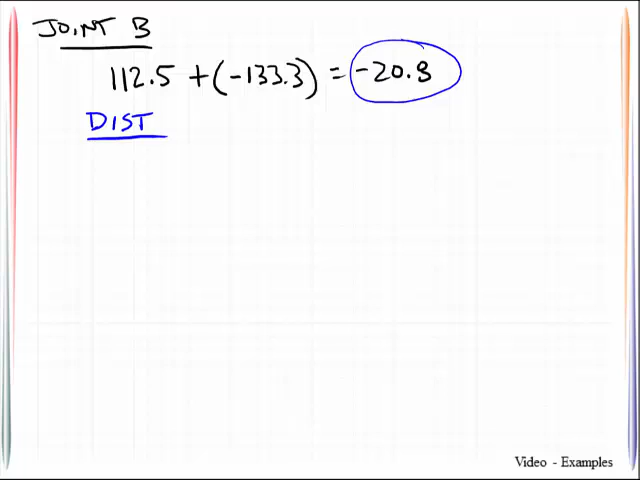 JOINT B
112.5 + (-133.3) = -20.8
DIST
Video - Examples